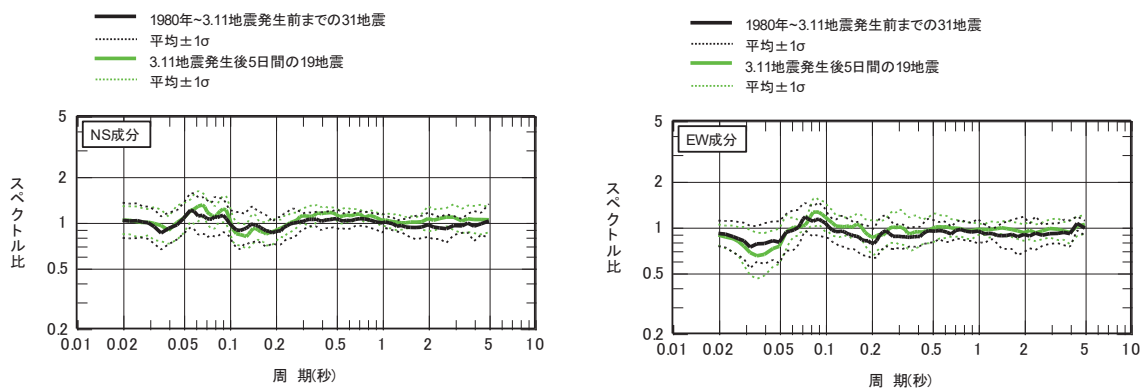 1980年~3.11地震発生前までの31地震
平均±1σ
3.11地震発生後5日間の19地震
平均±1σ
NS成分
スペクトル比
5
2
1
0.5
0.2
0.01 0.02 0.05 0.1 0.2 0.5 1 2 5 10
周 期(秒)
1980年~3.11地震発生前までの31地震
平均±1σ
3.11地震発生後5日間の19地震
平均±1σ
EW成分
スペクトル比
5
2
1
0.5
0.2
0.01 0.02 0.05 0.1 0.2 0.5 1 2 5 10
周 期(秒)